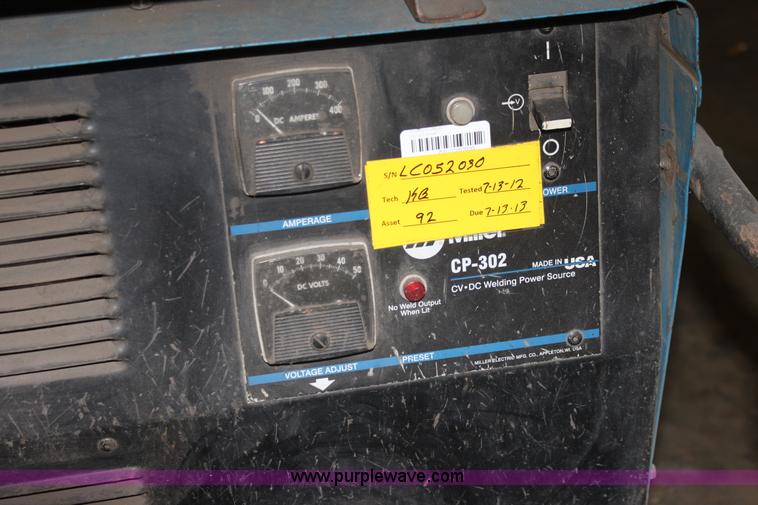 0 100 200 300 400
DC AMPERES
AMPERAGE
V
POWER
S/N LC052030
Tech KB Tested 7-13-12
Asset 92 Due 7-13-13
Miller
CP-302
MADE IN USA
CV•DC Welding Power Source
0 10 20 30 40 50
DC VOLTS
No Weld Output
When Lit
VOLTAGE ADJUST
PRESET
MILLER ELECTRIC MFG. CO., APPLETON, WI, USA
www.purplewave.com